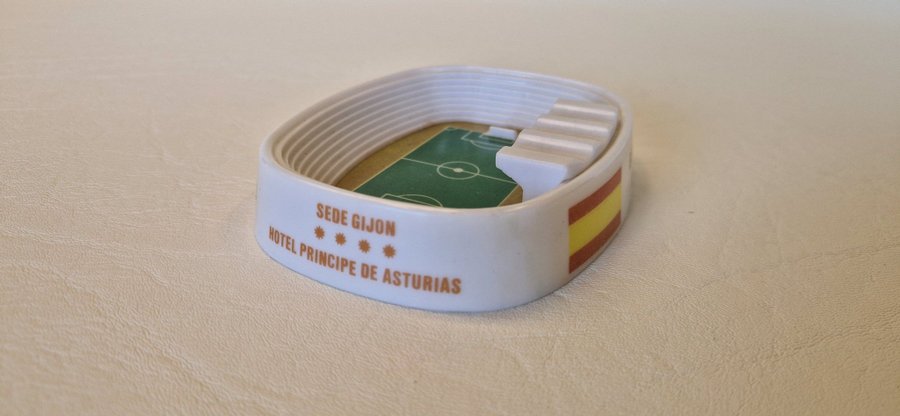 SEDE GIJON
✹ ✹ ✹ ✹
HOTEL PRINCIPE DE ASTURIAS